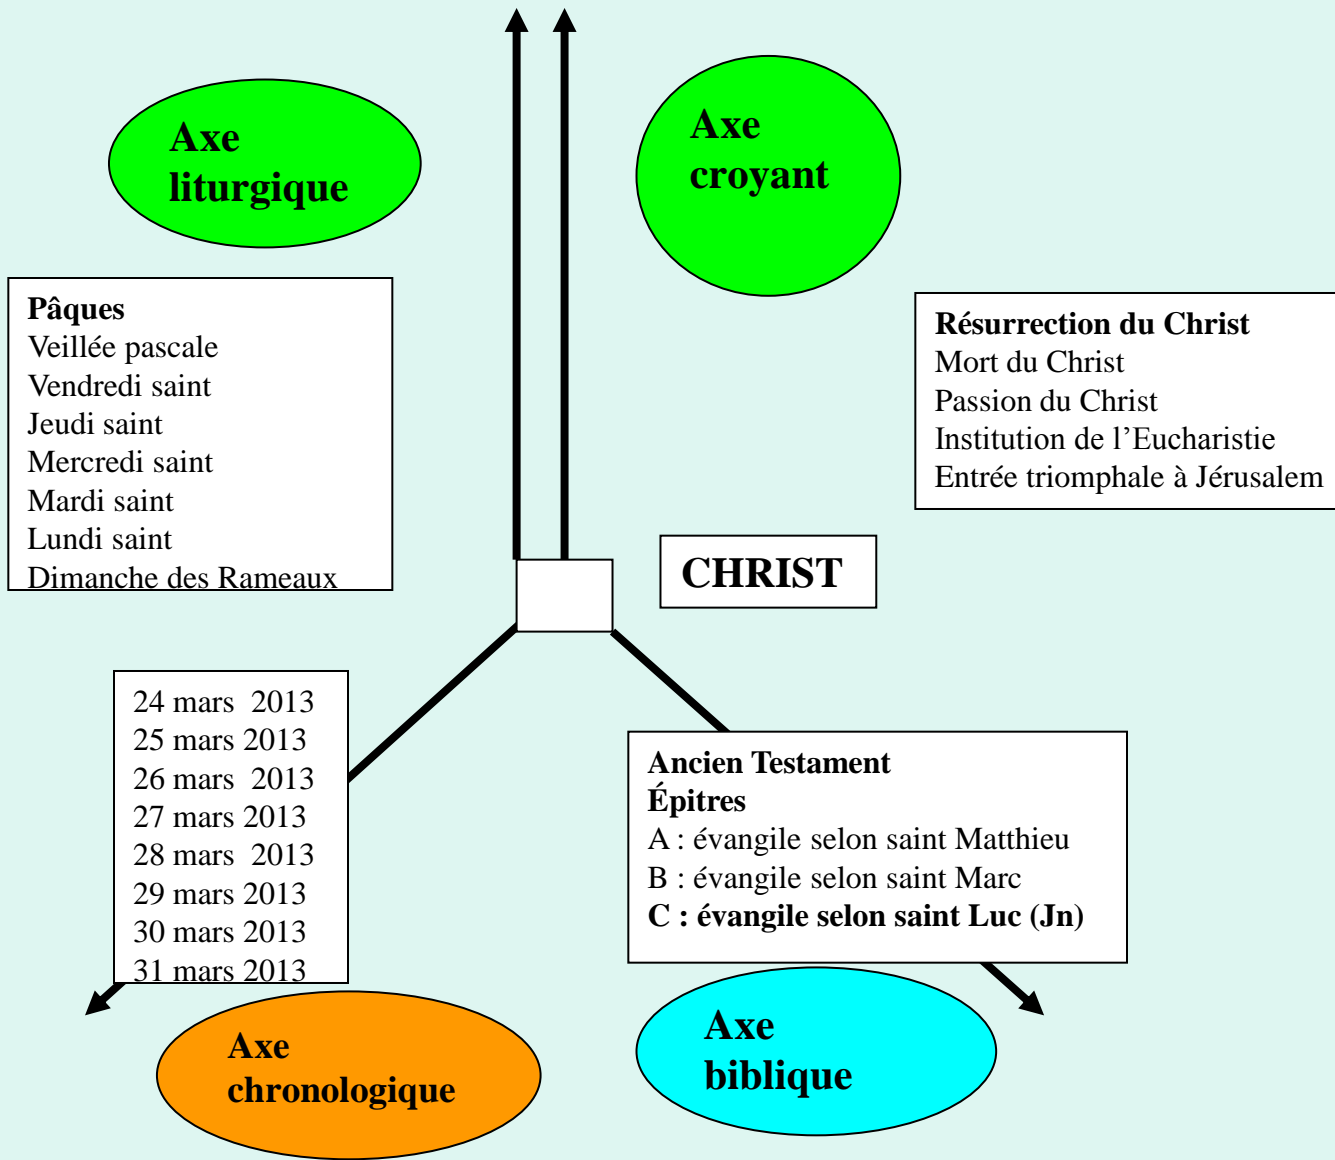 Axe
liturgique
Axe
croyant
Pâques
Veillée pascale
Vendredi saint
Jeudi saint
Mercredi saint
Mardi saint
Lundi saint
Dimanche des Rameaux
Résurrection du Christ
Mort du Christ
Passion du Christ
Institution de l’Eucharistie
Entrée triomphale à Jérusalem
CHRIST
24 mars 2013
25 mars 2013
26 mars 2013
27 mars 2013
28 mars 2013
29 mars 2013
30 mars 2013
31 mars 2013
Ancien Testament
Épitres
A : évangile selon saint Matthieu
B : évangile selon saint Marc
C : évangile selon saint Luc (Jn)
Axe
chronologique
Axe
biblique